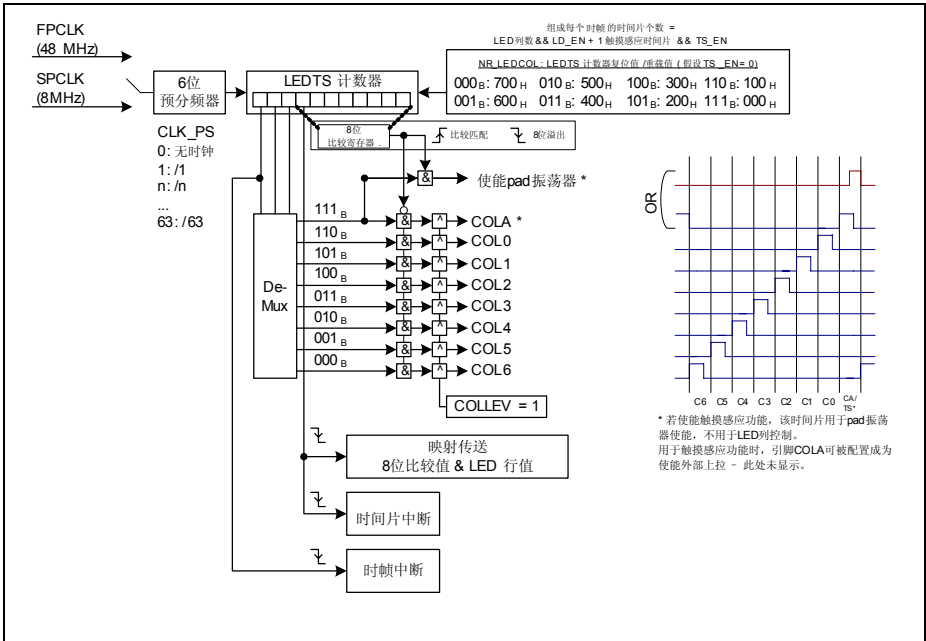 FPCLK
(48 MHz)
SPCLK
(8MHz)
6位
预分频器
CLK_PS
0: 无时钟
1: /1
n: /n
...
63: /63
LEDTS 计数器
组成每个时帧的时间片个数 =
LED列数 && LD_EN + 1 触摸感应时间片 && TS_EN
NR_LEDCOL: LEDTS 计数器复位值 /重载值 ( 假设 TS_EN= 0)
000B: 700H 010B: 500H 100B: 300H 110B: 100H
001B: 600H 011B: 400H 101B: 200H 111B: 000H
8位
比较寄存器 .
比较匹配
8位溢出
&
使能pad振荡器 *
De-
Mux
111B & ^ COLA *
110B & ^ COL0
101B & ^ COL1
100B & ^ COL2
011B & ^ COL3
010B & ^ COL4
001B & ^ COL5
000B & ^ COL6
COLLEV = 1
映射传送
8位比较值 & LED 行值
时间片中断
时帧中断
OR
C6 C5 C4 C3 C2 C1 C0 CA/
TS*
* 若使能触摸感应功能，该时间片用于pad振荡
器使能，不用于LED列控制。
用于触摸感应功能时，引脚COLA可被配置成为
使能外部上拉 - 此处未显示。